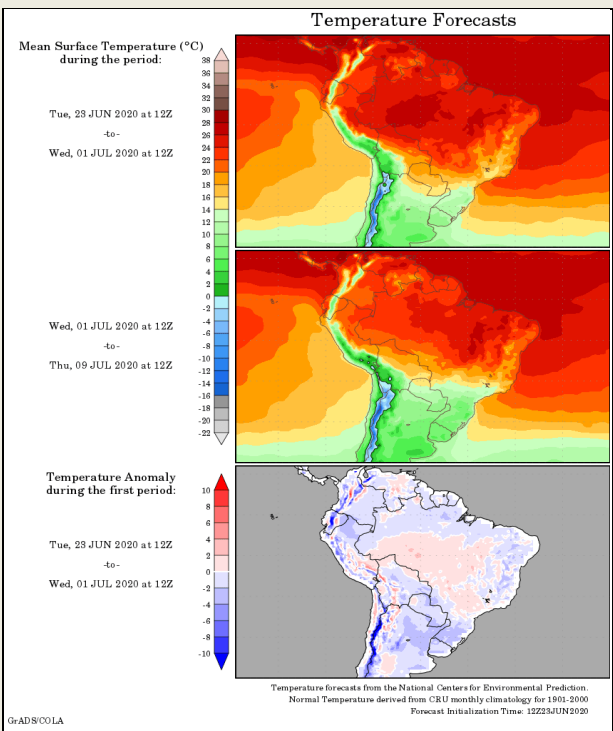 Temperature Forecasts
Mean Surface Temperature (°C)
during the period:
38
36
34
32
30
28
26
24
22
20
18
16
14
12
10
8
6
4
2
0
-2
-4
-6
-8
-10
-12
-14
-16
-18
-20
-22
Tue, 23 JUN 2020 at 12Z
-to-
Wed, 01 JUL 2020 at 12Z
Wed, 01 JUL 2020 at 12Z
-to-
Thu, 09 JUL 2020 at 12Z
Temperature Anomaly
during the first period:
10
8
6
4
2
0
-2
-4
-6
-8
-10
Tue, 23 JUN 2020 at 12Z
-to-
Wed, 01 JUL 2020 at 12Z
Temperature forecasts from the National Centers for Environmental Prediction.
Normal Temperature derived from CRU monthly climatology for 1901-2000
Forecast Initialization Time: 12Z23JUN2020
GrADS/COLA